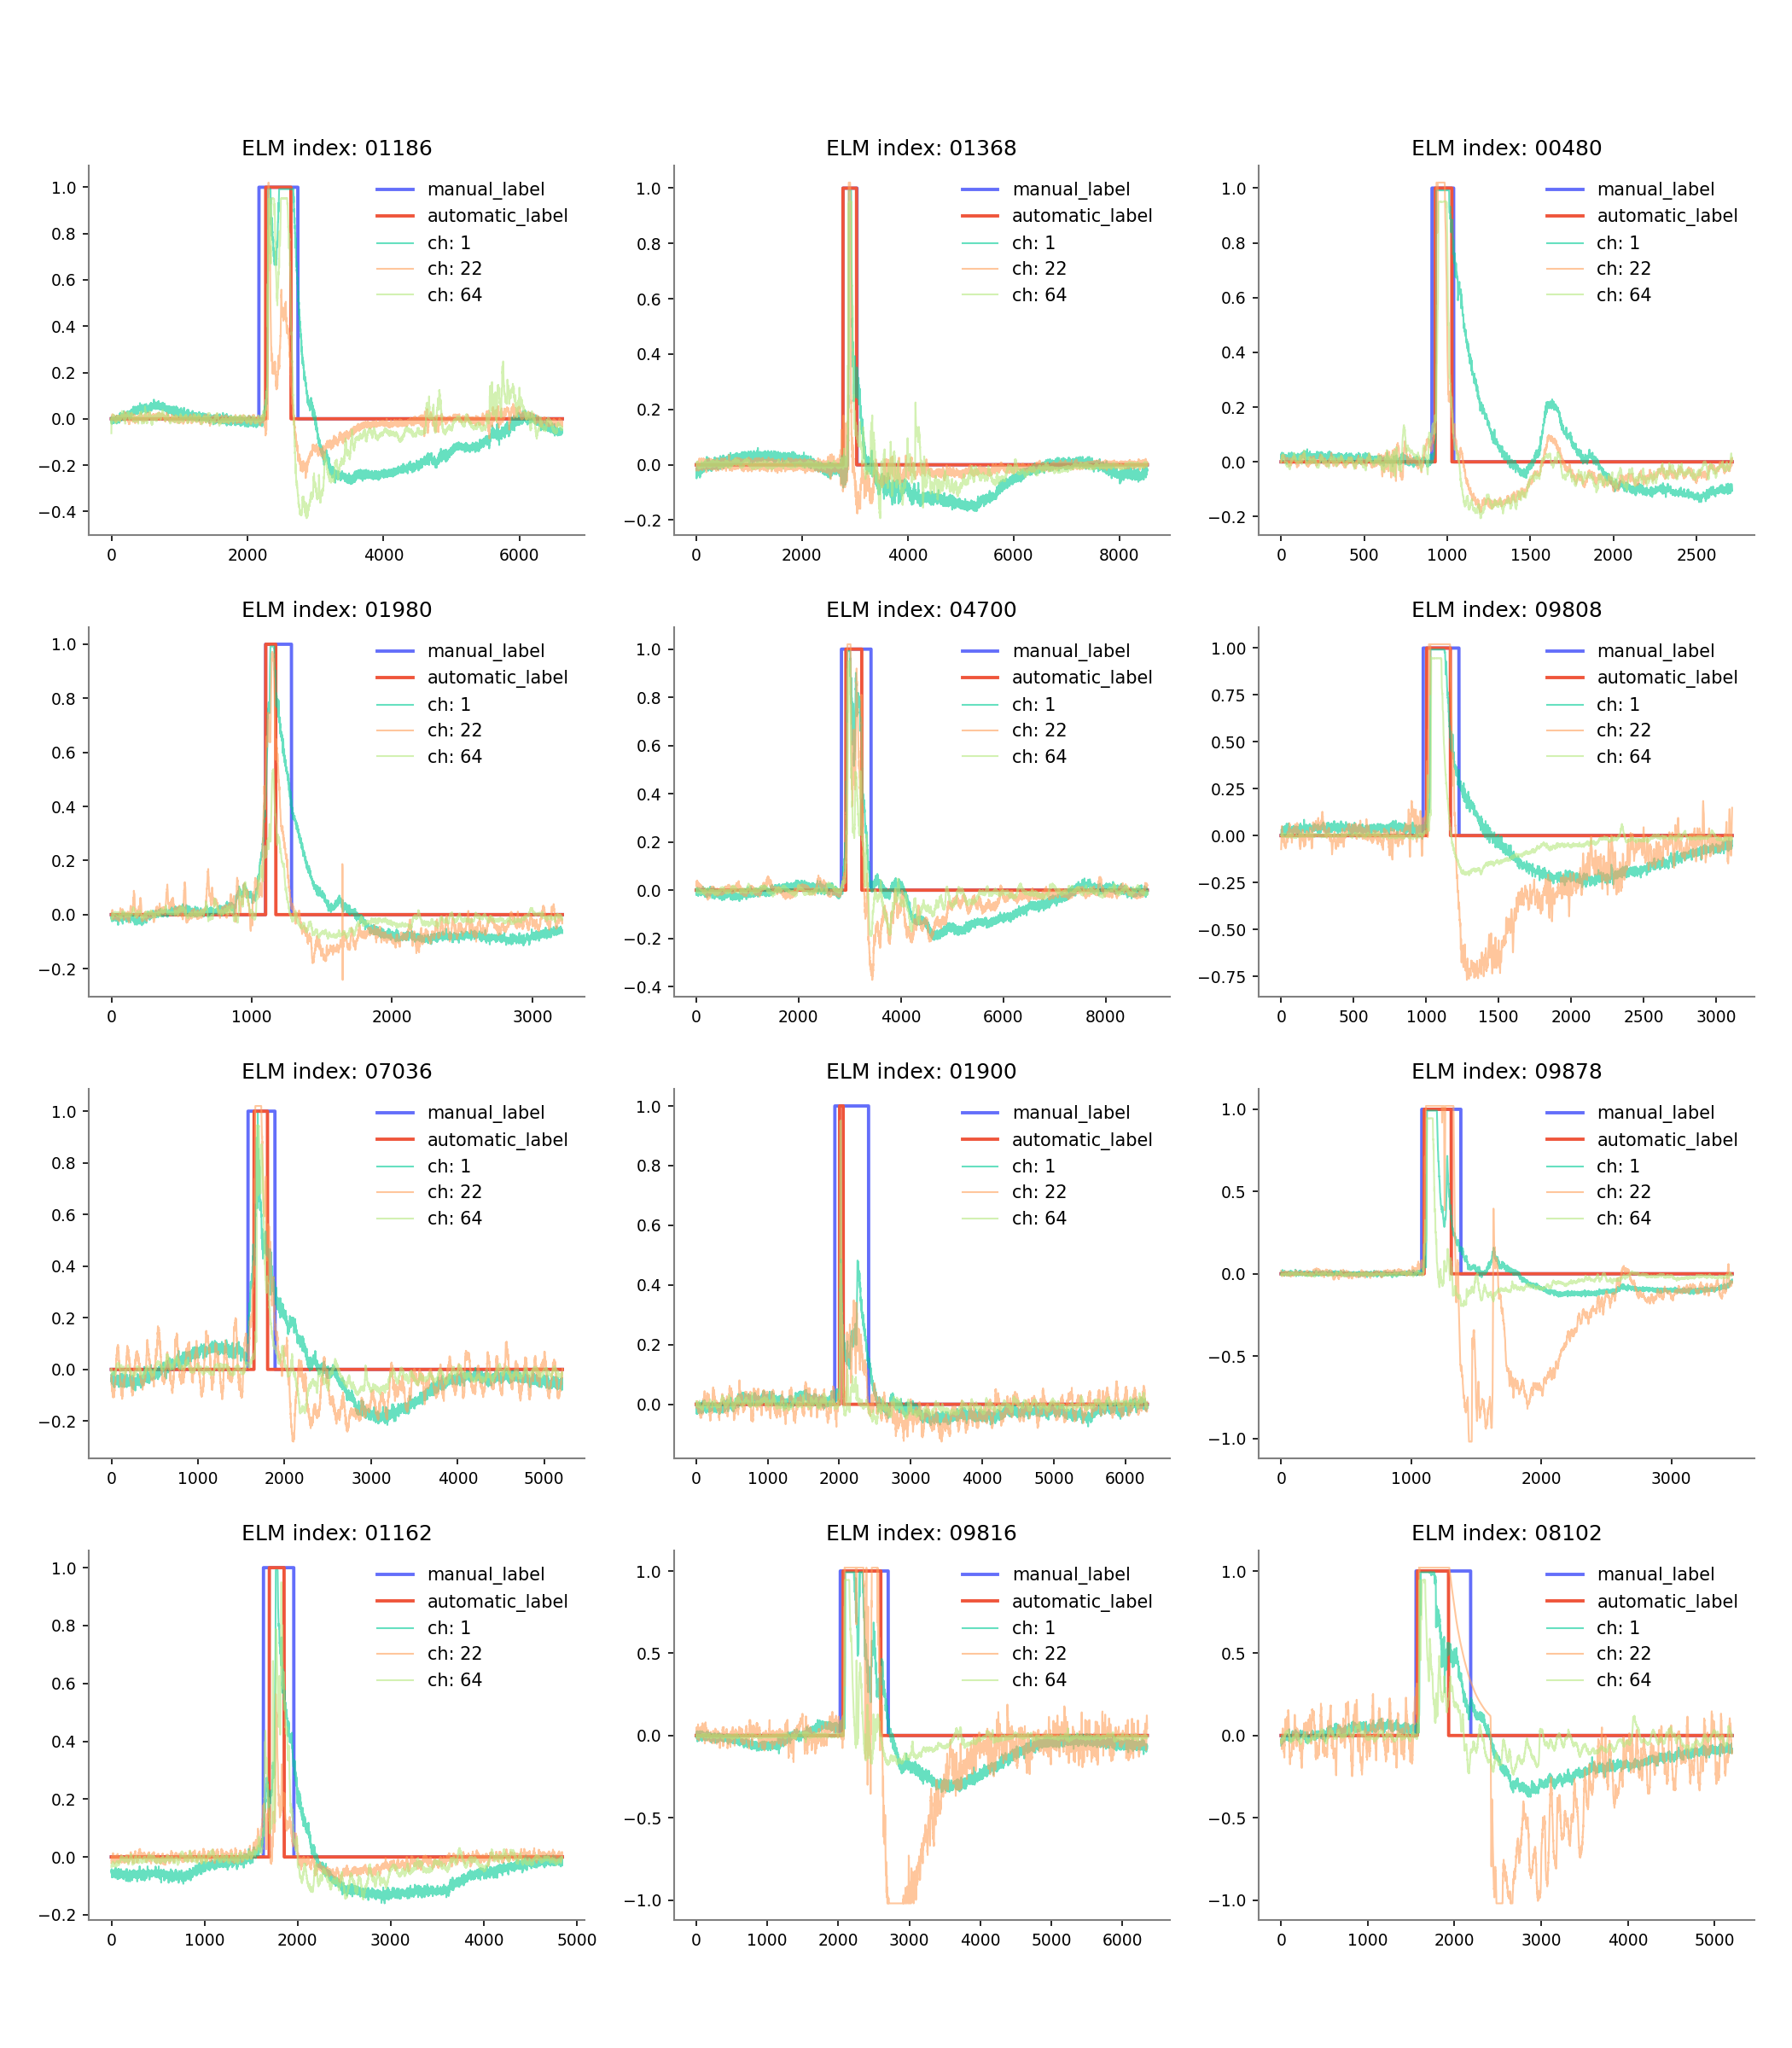 ELM index: 01186
1.0
0.8
0.6
0.4
0.2
0.0
−0.2
−0.4
0 2000 4000 6000
manual_label
automatic_label
ch: 1
ch: 22
ch: 64
ELM index: 01368
1.0
0.8
0.6
0.4
0.2
0.0
−0.2
0 2000 4000 6000 8000
manual_label
automatic_label
ch: 1
ch: 22
ch: 64
ELM index: 00480
1.0
0.8
0.6
0.4
0.2
0.0
−0.2
0 500 1000 1500 2000 2500
manual_label
automatic_label
ch: 1
ch: 22
ch: 64
ELM index: 01980
1.0
0.8
0.6
0.4
0.2
0.0
−0.2
0 1000 2000 3000
manual_label
automatic_label
ch: 1
ch: 22
ch: 64
ELM index: 04700
1.0
0.8
0.6
0.4
0.2
0.0
−0.2
−0.4
0 2000 4000 6000 8000
manual_label
automatic_label
ch: 1
ch: 22
ch: 64
ELM index: 09808
1.00
0.75
0.50
0.25
0.00
−0.25
−0.50
−0.75
0 500 1000 1500 2000 2500 3000
manual_label
automatic_label
ch: 1
ch: 22
ch: 64
ELM index: 07036
1.0
0.8
0.6
0.4
0.2
0.0
−0.2
0 1000 2000 3000 4000 5000
manual_label
automatic_label
ch: 1
ch: 22
ch: 64
ELM index: 01900
1.0
0.8
0.6
0.4
0.2
0.0
0 1000 2000 3000 4000 5000 6000
manual_label
automatic_label
ch: 1
ch: 22
ch: 64
ELM index: 09878
1.0
0.5
0.0
−0.5
−1.0
0 1000 2000 3000
manual_label
automatic_label
ch: 1
ch: 22
ch: 64
ELM index: 01162
1.0
0.8
0.6
0.4
0.2
0.0
−0.2
0 1000 2000 3000 4000 5000
manual_label
automatic_label
ch: 1
ch: 22
ch: 64
ELM index: 09816
1.0
0.5
0.0
−0.5
−1.0
0 1000 2000 3000 4000 5000 6000
manual_label
automatic_label
ch: 1
ch: 22
ch: 64
ELM index: 08102
1.0
0.5
0.0
−0.5
−1.0
0 1000 2000 3000 4000 5000
manual_label
automatic_label
ch: 1
ch: 22
ch: 64